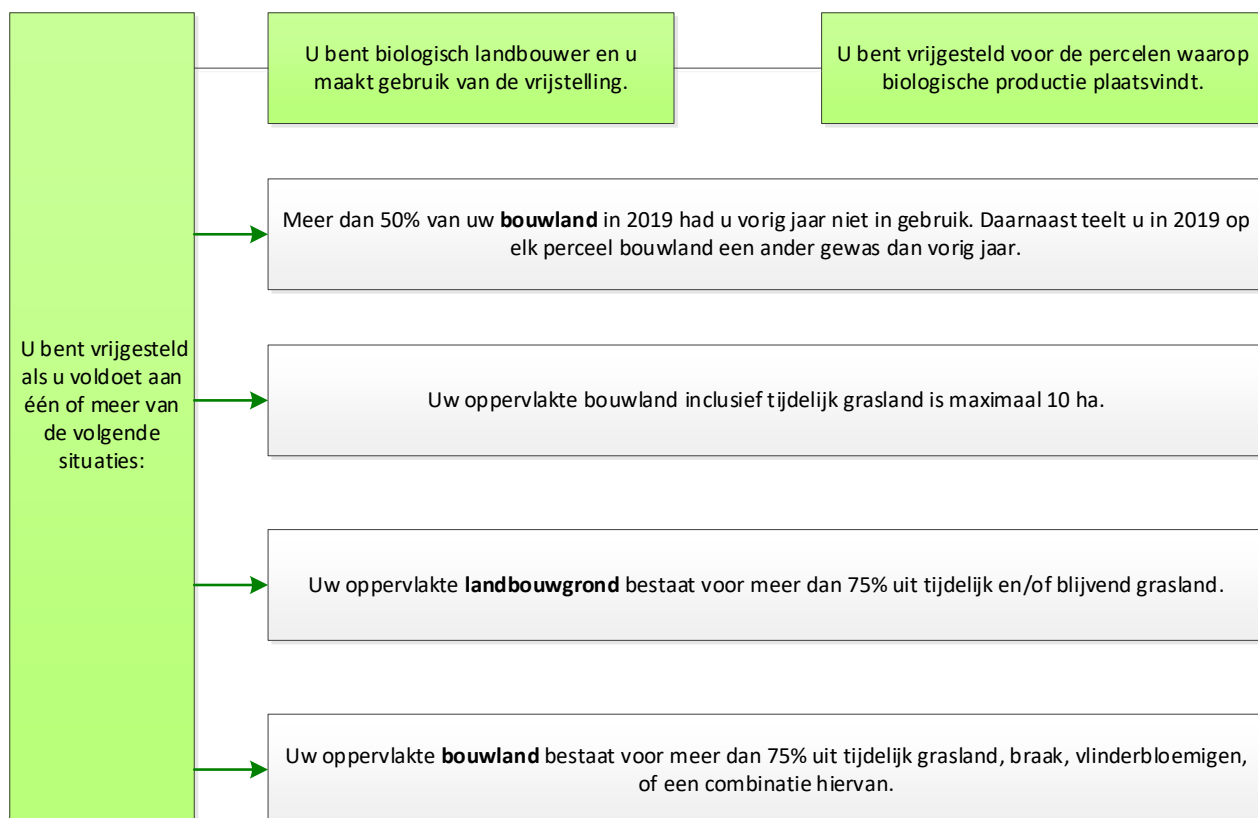 U bent biologisch landbouwer en u
maakt gebruik van de vrijstelling.
U bent vrijgesteld voor de percelen waarop
biologische productie plaatsvindt.
U bent vrijgesteld
als u voldoet aan
één of meer van
de volgende
situaties:
Meer dan 50% van uw bouwland in 2019 had u vorig jaar niet in gebruik. Daarnaast teelt u in 2019 op
elk perceel bouwland een ander gewas dan vorig jaar.
Uw oppervlakte bouwland inclusief tijdelijk grasland is maximaal 10 ha.
Uw oppervlakte landbouwgrond bestaat voor meer dan 75% uit tijdelijk en/of blijvend grasland.
Uw oppervlakte bouwland bestaat voor meer dan 75% uit tijdelijk grasland, braak, vlinderbloemigen,
of een combinatie hiervan.